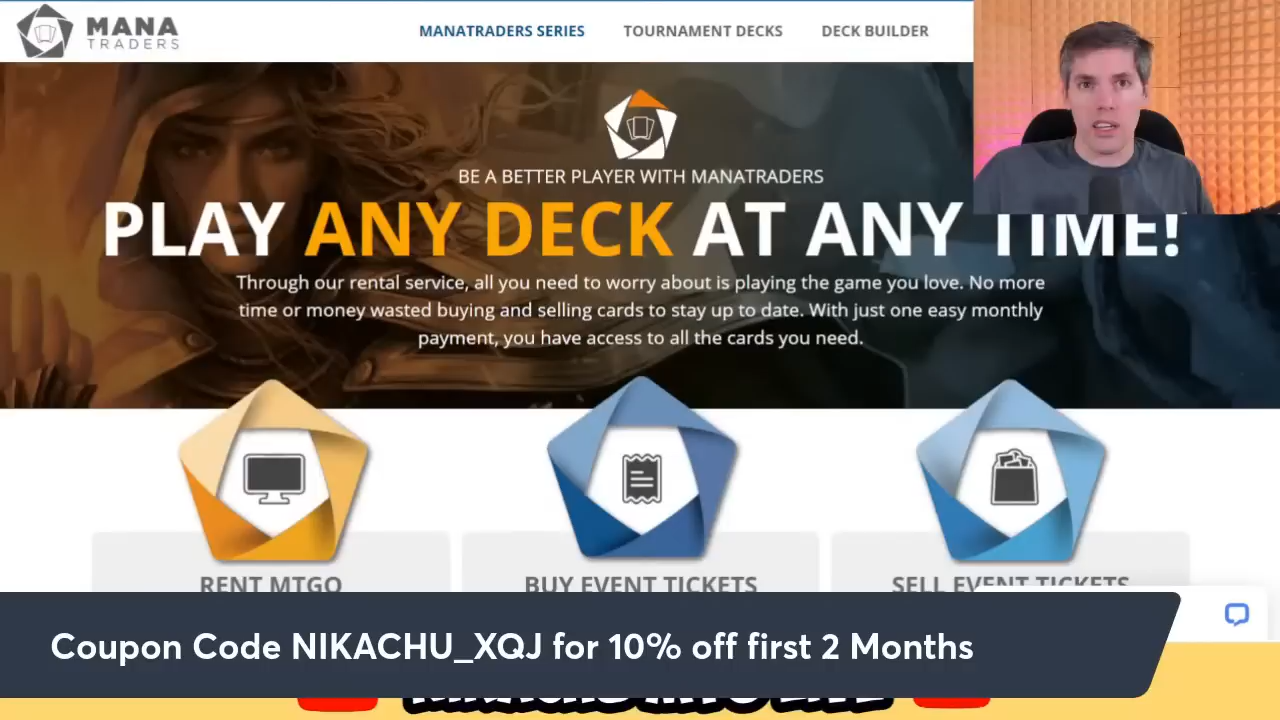 MANA
TRADERS
MANATRADERS SERIES
TOURNAMENT DECKS
DECK BUILDER
BE A BETTER PLAYER WITH MANATRADERS
PLAY ANY DECK AT ANY TIME!
Through our rental service, all you need to worry about is playing the game you love. No more
time or money wasted buying and selling cards to stay up to date. With just one easy monthly
payment, you have access to all the cards you need.
RENT MTGO
BUY EVENT TICKETS
SELL EVENT TICKETS
Coupon Code NIKACHU_XQJ for 10% off first 2 Months